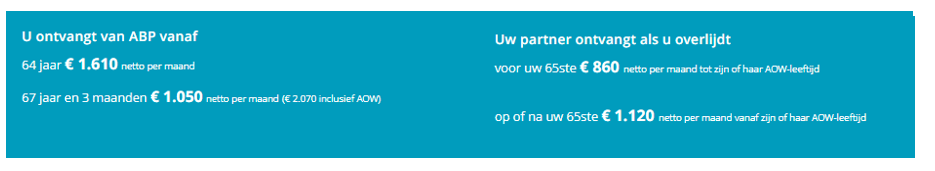 U ontvangt van ABP vanaf
64 jaar € 1.610 netto per maand
67 jaar en 3 maanden € 1.050 netto per maand (€ 2.070 inclusief AOW)
Uw partner ontvangt als u overlijdt
voor uw 65ste € 860 netto per maand tot zijn of haar AOW-leeftijd
op of na uw 65ste € 1.120 netto per maand vanaf zijn of haar AOW-leeftijd